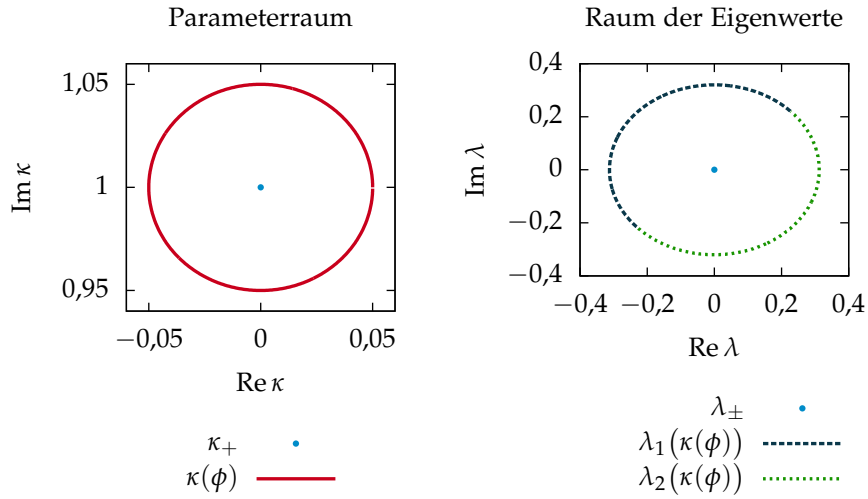 Parameterraum
1,05
1
0,95
Im κ
−0,05 0 0,05
Re κ
κ₊
κ(ϕ)
Raum der Eigenwerte
0,4
0,2
0
−0,2
−0,4
Im λ
−0,4 −0,2 0 0,2 0,4
Re λ
λ±
λ₁(κ(ϕ))
λ₂(κ(ϕ))